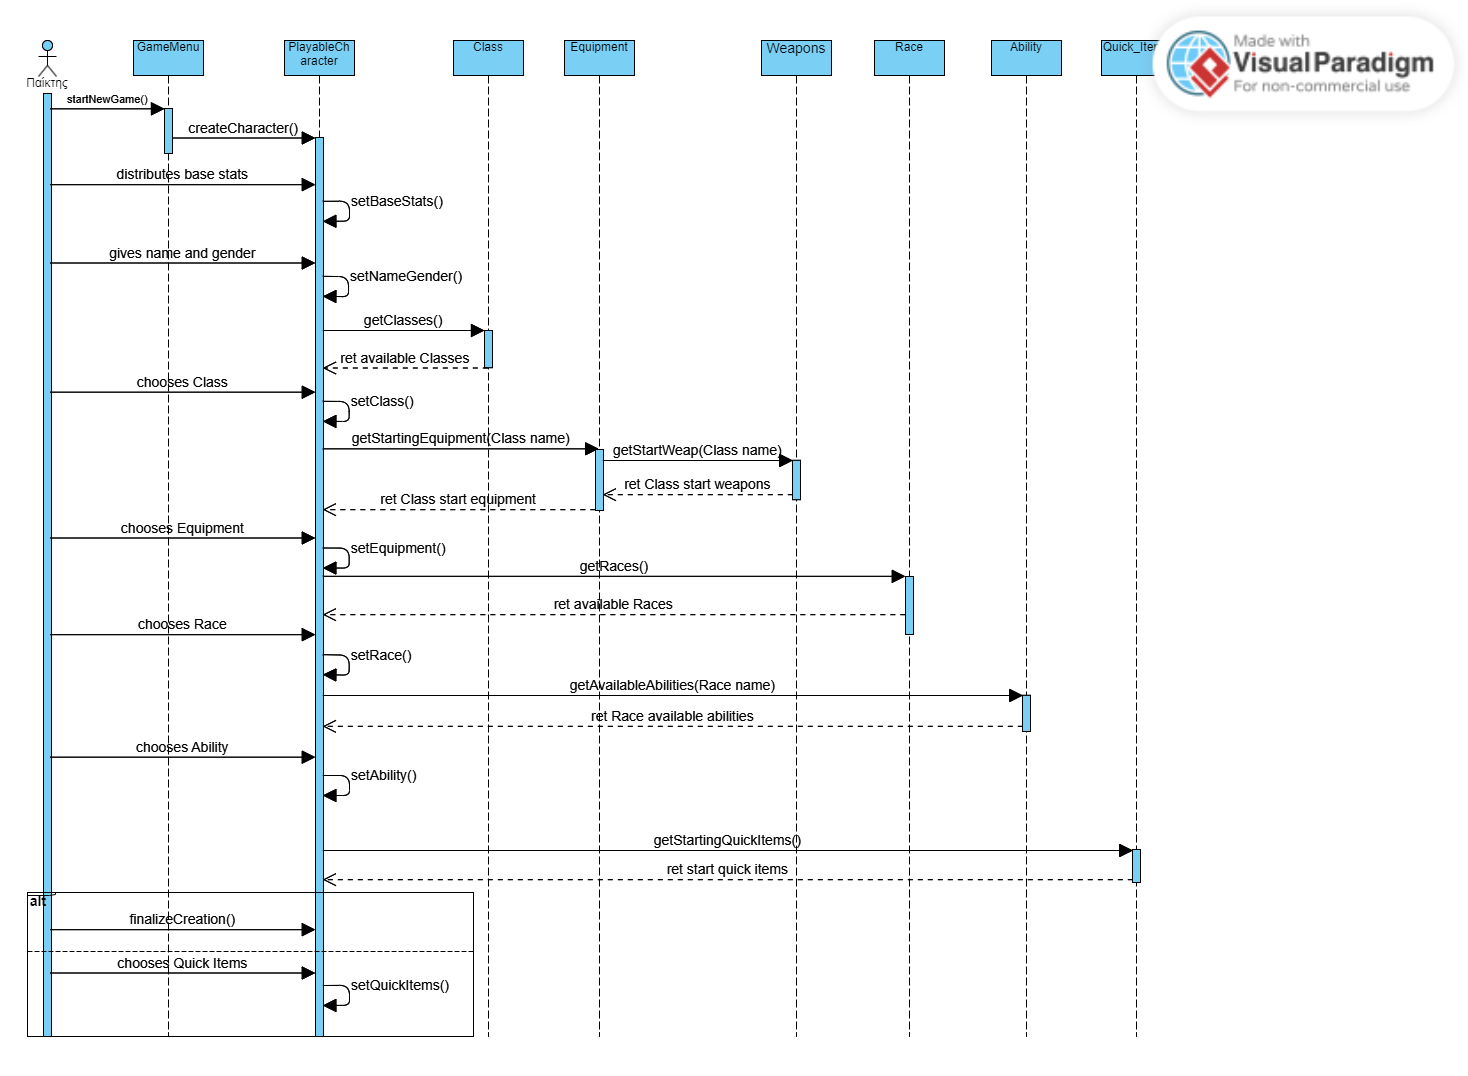 GameMenu
PlayableCh
aracter
Class
Equipment
Weapons
Race
Ability
Made with
Visual Paradigm
For non-commercial use
Παίκτης
startNewGame()
createCharacter()
distributes base stats
setBaseStats()
gives name and gender
setNameGender()
getClasses()
ret available Classes
chooses Class
setClass()
getStartingEquipment(Class name)
getStartWeap(Class name)
ret Class start weapons
ret Class start equipment
chooses Equipment
setEquipment()
getRaces()
ret available Races
chooses Race
setRace()
getAvailableAbilities(Race name)
ret Race available abilities
chooses Ability
setAbility()
getStartingQuickItems()
ret start quick items
alt
finalizeCreation()
chooses Quick Items
setQuickItems()